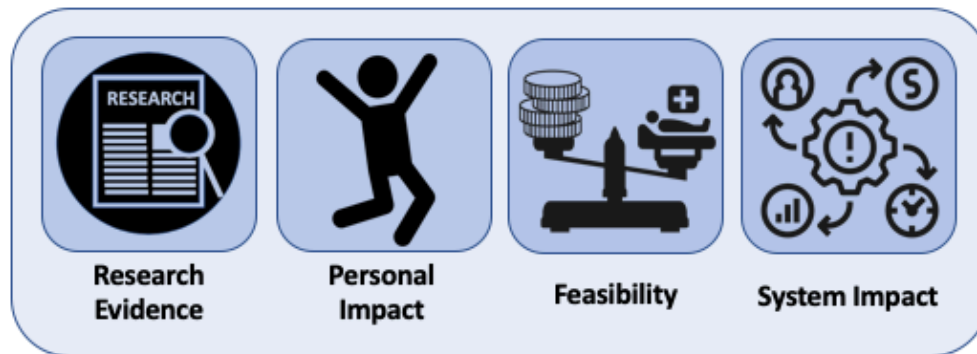 RESEARCH
Research
Evidence
Personal
Impact
Feasibility
System Impact